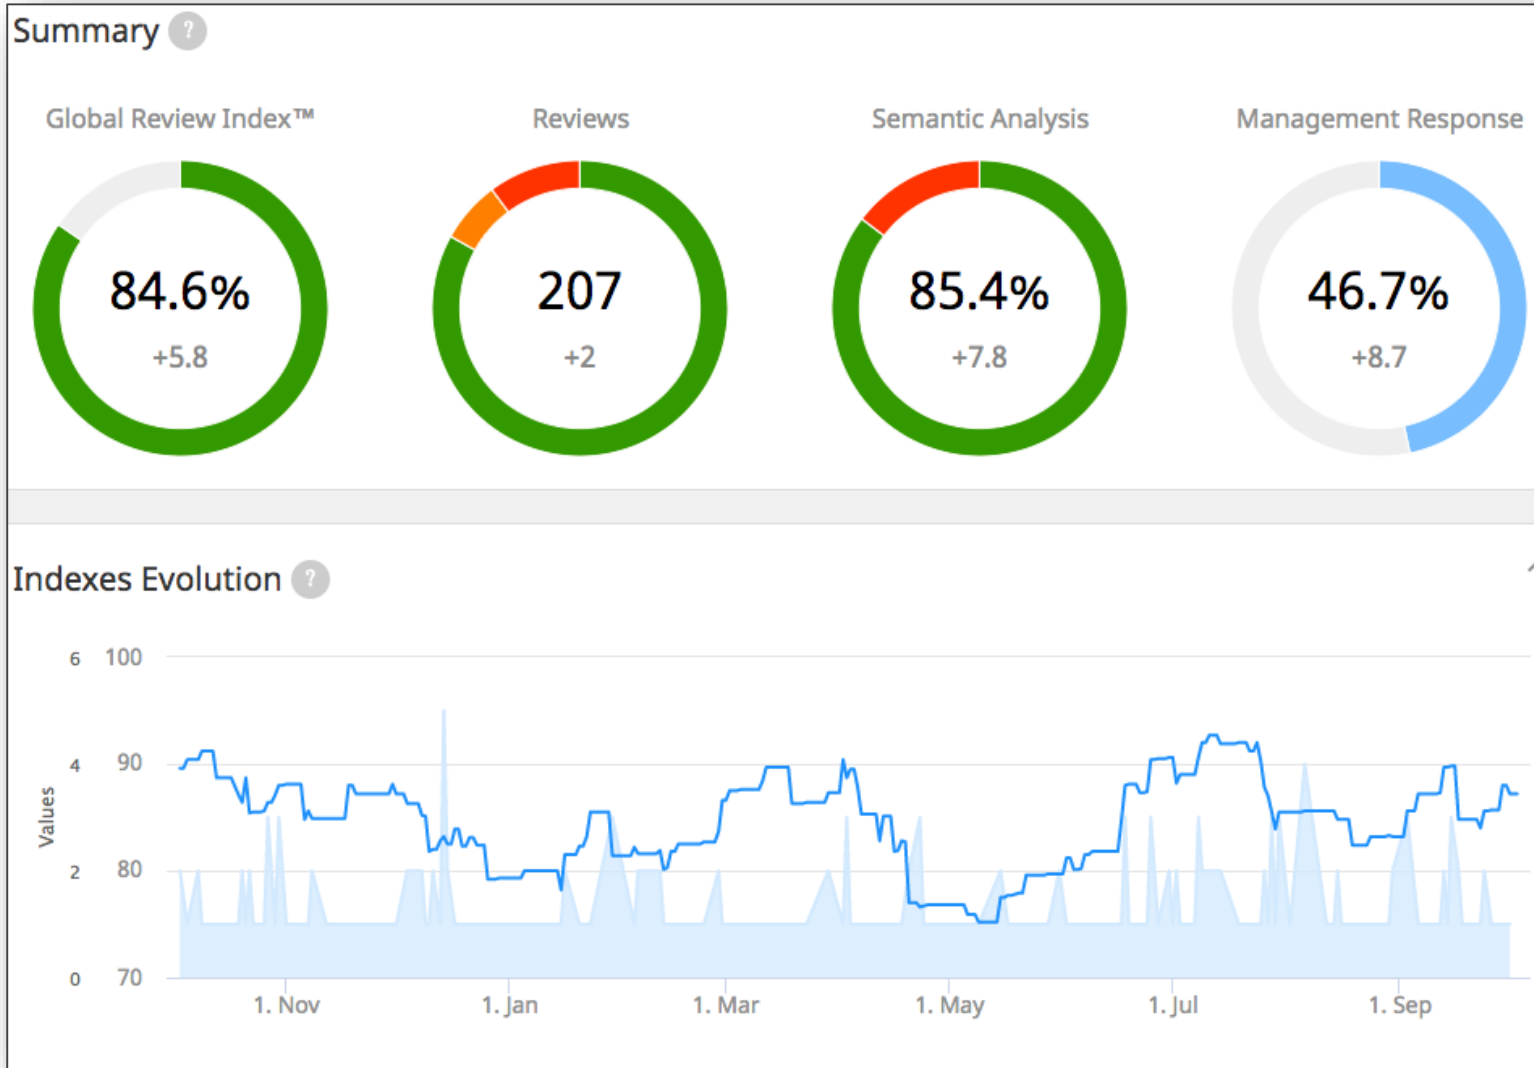 Summary ?
Global Review Index™ Reviews Semantic Analysis Management Response
84.6% 207 85.4% 46.7%
+5.8 +2 +7.8 +8.7
Indexes Evolution ?
6 100
4 90
Values
2 80
0 70
1. Nov 1. Jan 1. Mar 1. May 1. Jul 1. Sep